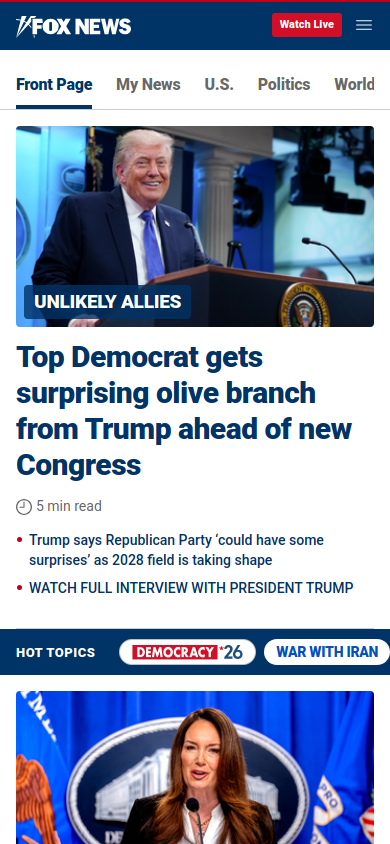 FOX NEWS
Watch Live
Front Page
My News
U.S.
Politics
World
UNLIKELY ALLIES
Top Democrat gets
surprising olive branch
from Trump ahead of new
Congress
5 min read
Trump says Republican Party ‘could have some
surprises’ as 2028 field is taking shape
WATCH FULL INTERVIEW WITH PRESIDENT TRUMP
HOT TOPICS
DEMOCRACY '26
WAR WITH IRAN